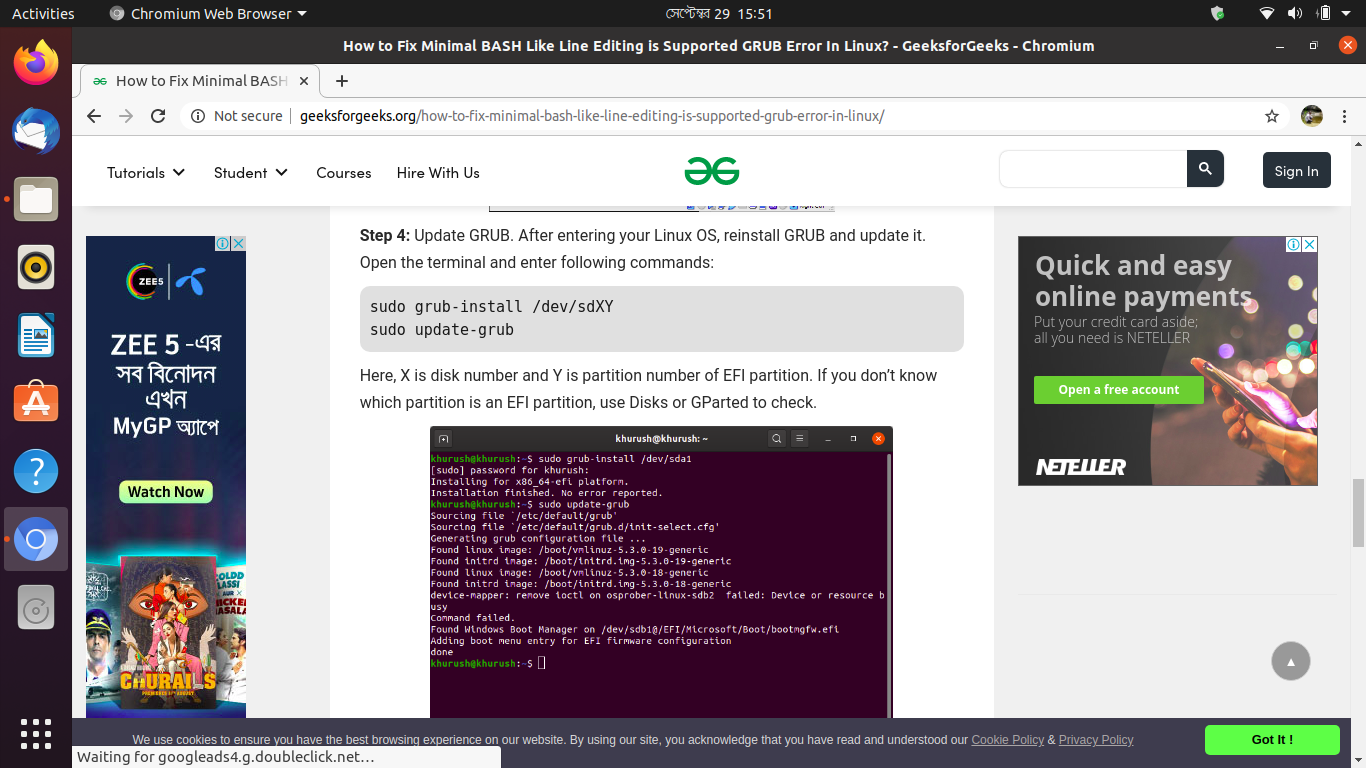 Activities
Chromium Web Browser
সেপ্টেম্বর 29 15:51
How to Fix Minimal BASH Like Line Editing is Supported GRUB Error In Linux? - GeeksforGeeks - Chromium
How to Fix Minimal BASH
Not secure
geeksforgeeks.org/how-to-fix-minimal-bash-like-line-editing-is-supported-grub-error-in-linux/
Tutorials
Student
Courses
Hire With Us
Sign In
Step 4: Update GRUB. After entering your Linux OS, reinstall GRUB and update it.
Open the terminal and enter following commands:
sudo grub-install /dev/sdXY
sudo update-grub
Here, X is disk number and Y is partition number of EFI partition. If you don’t know
which partition is an EFI partition, use Disks or GParted to check.
khurush@khurush: ~
khurush@khurush:~$ sudo grub-install /dev/sda1
[sudo] password for khurush:
Installing for x86_64-efi platform.
Installation finished. No error reported.
khurush@khurush:~$ sudo update-grub
Sourcing file `/etc/default/grub'
Sourcing file `/etc/default/grub.d/init-select.cfg'
Generating grub configuration file ...
Found linux image: /boot/vmlinuz-5.3.0-19-generic
Found initrd image: /boot/initrd.img-5.3.0-19-generic
Found linux image: /boot/vmlinuz-5.3.0-18-generic
Found initrd image: /boot/initrd.img-5.3.0-18-generic
device-mapper: remove ioctl on osprober-linux-sdb2  failed: Device or resource b
usy
Command failed.
Found Windows Boot Manager on /dev/sdb1@/EFI/Microsoft/Boot/bootmgfw.efi
Adding boot menu entry for EFI firmware configuration
done
khurush@khurush:~$
ZEE5
ZEE 5 -এর
সব বিনোদন
এখন
MyGP অ্যাপে
Watch Now
CHURAILS
Quick and easy
online payments
Put your credit card aside;
all you need is NETELLER
Open a free account
NETELLER
We use cookies to ensure you have the best browsing experience on our website. By using our site, you acknowledge that you have read and understood our Cookie Policy & Privacy Policy
Got It !
Waiting for googleads4.g.doubleclick.net…